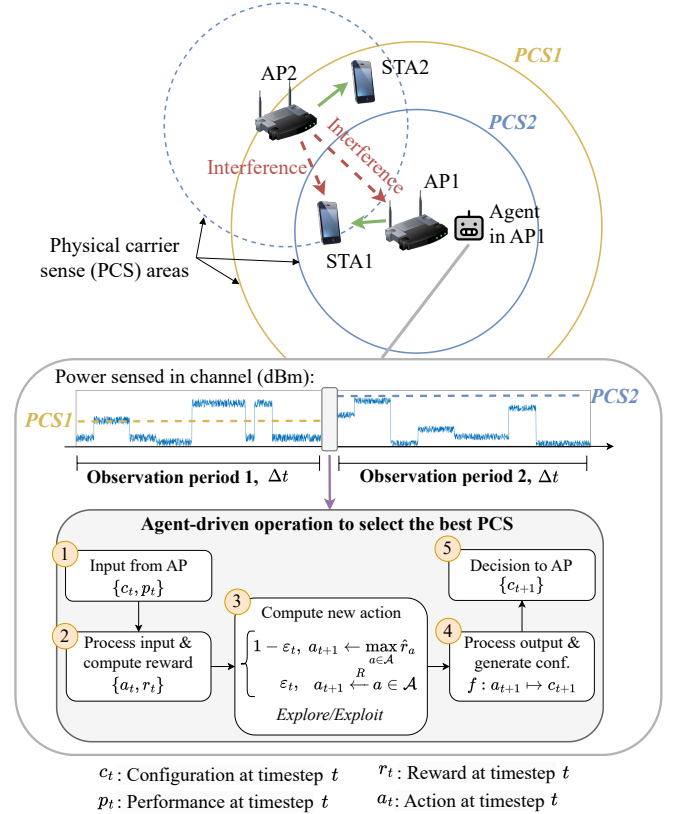 PCS1
AP2
STA2
PCS2
Interference
Interference
AP1
Agent
in AP1
STA1
Physical carrier
sense (PCS) areas
Power sensed in channel (dBm):
PCS1
PCS2
Observation period 1, Δt
Observation period 2, Δt
Agent-driven operation to select the best PCS
1
Input from AP
{c_t, p_t}
2
Process input &
compute reward
{a_t, r_t}
3
Compute new action
1 − ε_t, a_{t+1} ← max_{a∈𝒜} r̂_a
ε_t, a_{t+1} ←^R a ∈ 𝒜
Explore/Exploit
4
Process output &
generate conf.
f : a_{t+1} ↦ c_{t+1}
5
Decision to AP
{c_{t+1}}
c_t : Configuration at timestep t
r_t : Reward at timestep t
p_t : Performance at timestep t
a_t : Action at timestep t